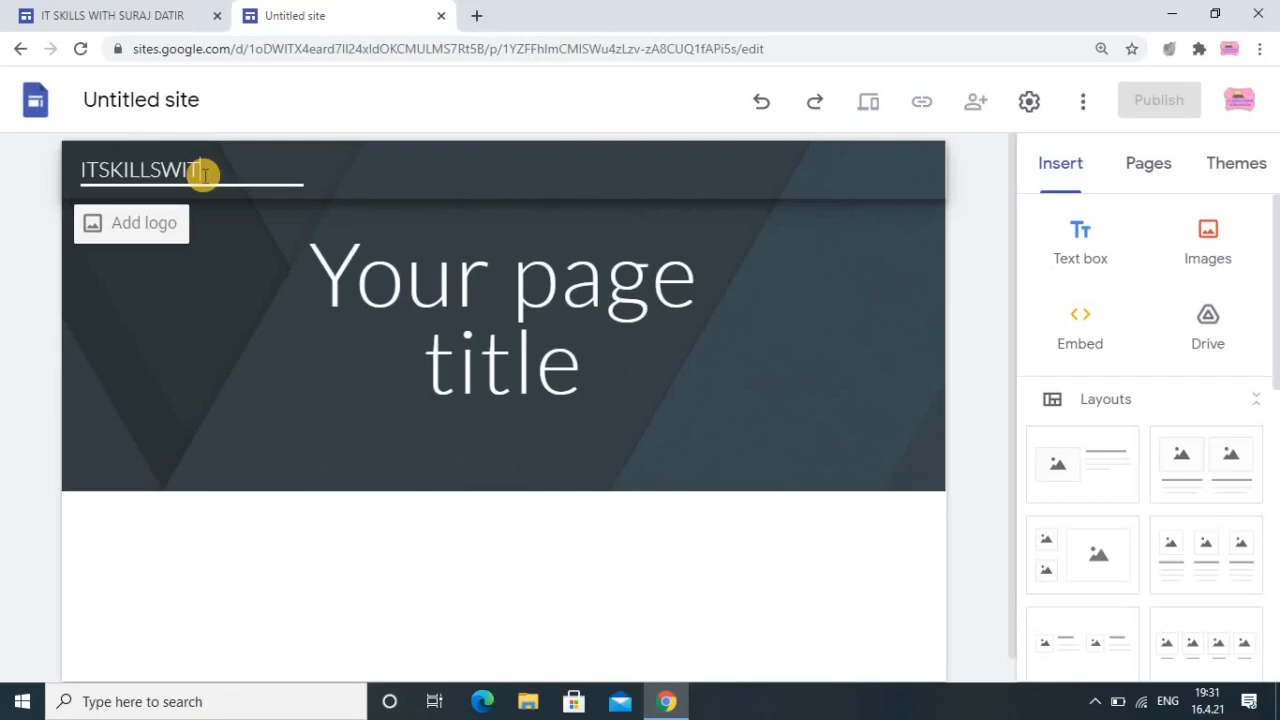 IT SKILLS WITH SURAJ DATIR
Untitled site
sites.google.com/d/1oDWITX4eard7Il24xIdOKCMULMS7Rt5B/p/1YZFFhImCMISWu4zLzv-zA8CUQ1fAPi5s/edit
Untitled site
Publish
ITSKILLSWIT
Add logo
Your page
title
Insert
Pages
Themes
Text box
Images
Embed
Drive
Layouts
Type here to search
ENG
19:31
16.4.21